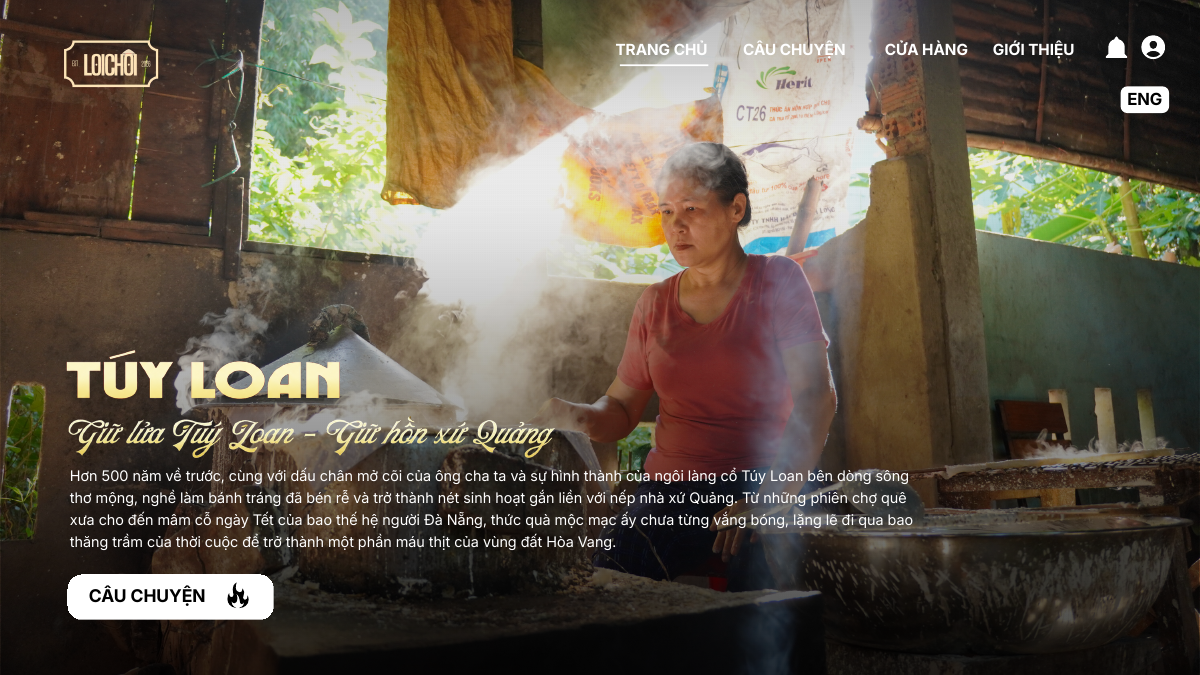 LOICHOI
TRANG CHỦ
CÂU CHUYỆN
CỬA HÀNG
GIỚI THIỆU
ENG
Herit
CT26
TÚY LOAN
Giữ lửa Tuý Loan - Giữ hồn xứ Quảng
Hơn 500 năm về trước, cùng với dấu chân mở cõi của ông cha ta và sự hình thành của ngôi làng cổ Túy Loan bên dòng sông
thơ mộng, nghề làm bánh tráng đã bén rễ và trở thành nét sinh hoạt gắn liền với nếp nhà xứ Quảng. Từ những phiên chợ quê
xưa cho đến mâm cỗ ngày Tết của bao thế hệ người Đà Nẵng, thức quà mộc mạc ấy chưa từng vắng bóng, lặng lẽ đi qua bao
thăng trầm của thời cuộc để trở thành một phần máu thịt của vùng đất Hòa Vang.
CÂU CHUYỆN